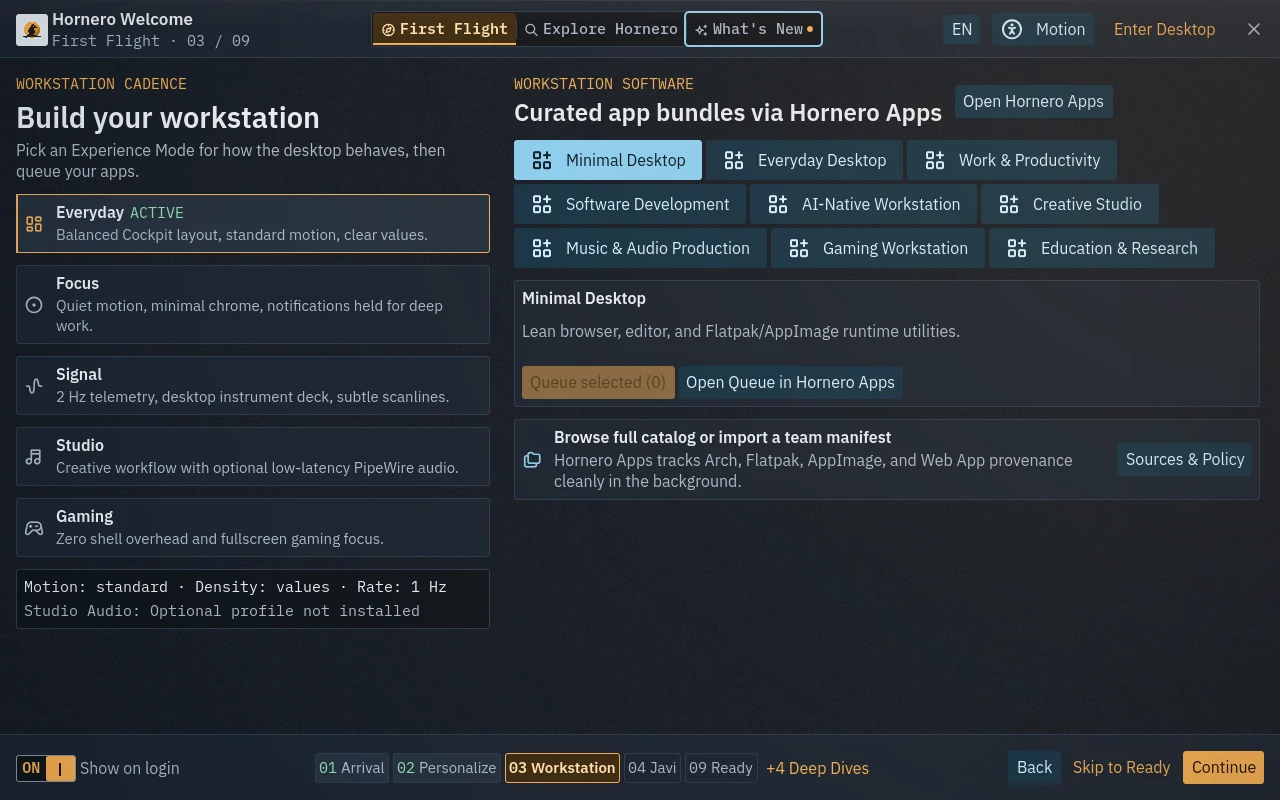 Hornero Welcome
First Flight · 03 / 09
First Flight
Explore Hornero
What's New
EN
Motion
Enter Desktop
WORKSTATION CADENCE
Build your workstation
Pick an Experience Mode for how the desktop behaves, then
queue your apps.
Everyday ACTIVE
Balanced Cockpit layout, standard motion, clear values.
Focus
Quiet motion, minimal chrome, notifications held for deep
work.
Signal
2 Hz telemetry, desktop instrument deck, subtle scanlines.
Studio
Creative workflow with optional low-latency PipeWire audio.
Gaming
Zero shell overhead and fullscreen gaming focus.
Motion: standard · Density: values · Rate: 1 Hz
Studio Audio: Optional profile not installed
WORKSTATION SOFTWARE
Curated app bundles via Hornero Apps
Open Hornero Apps
Minimal Desktop
Everyday Desktop
Work & Productivity
Software Development
AI-Native Workstation
Creative Studio
Music & Audio Production
Gaming Workstation
Education & Research
Minimal Desktop
Lean browser, editor, and Flatpak/AppImage runtime utilities.
Queue selected (0)
Open Queue in Hornero Apps
Browse full catalog or import a team manifest
Hornero Apps tracks Arch, Flatpak, AppImage, and Web App provenance
cleanly in the background.
Sources & Policy
ON
Show on login
01 Arrival
02 Personalize
03 Workstation
04 Javi
09 Ready
+4 Deep Dives
Back
Skip to Ready
Continue